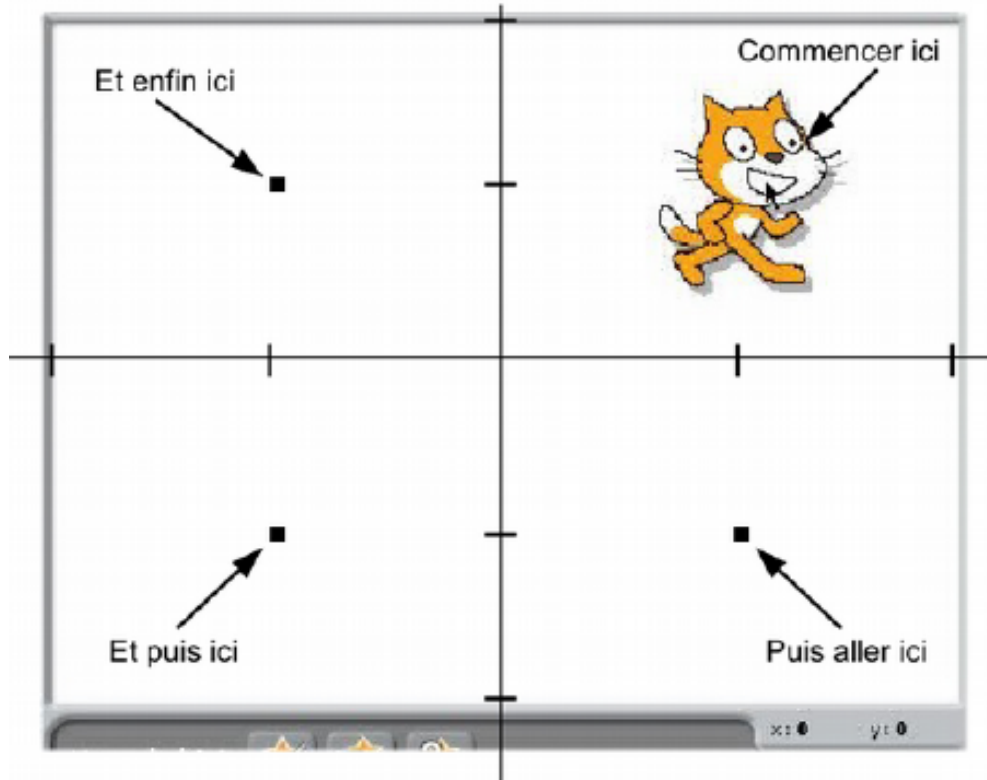 Commencer ici
Et enfin ici
Et puis ici
Puis aller ici
x: 0 y: 0